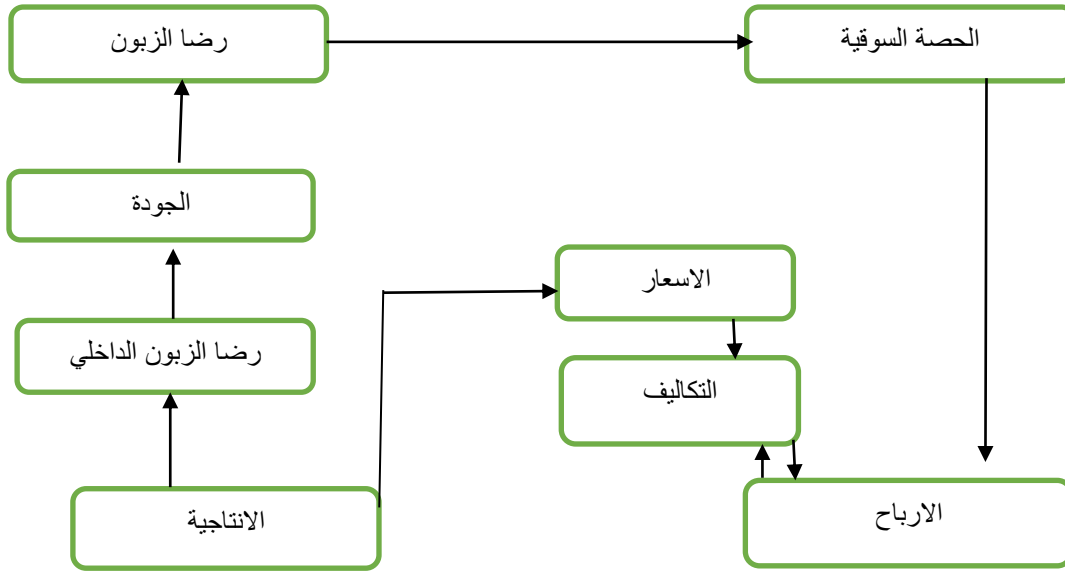 رضا الزبون
الحصة السوقية
الجودة
الاسعار
رضا الزبون الداخلي
التكاليف
الانتاجية
الارباح